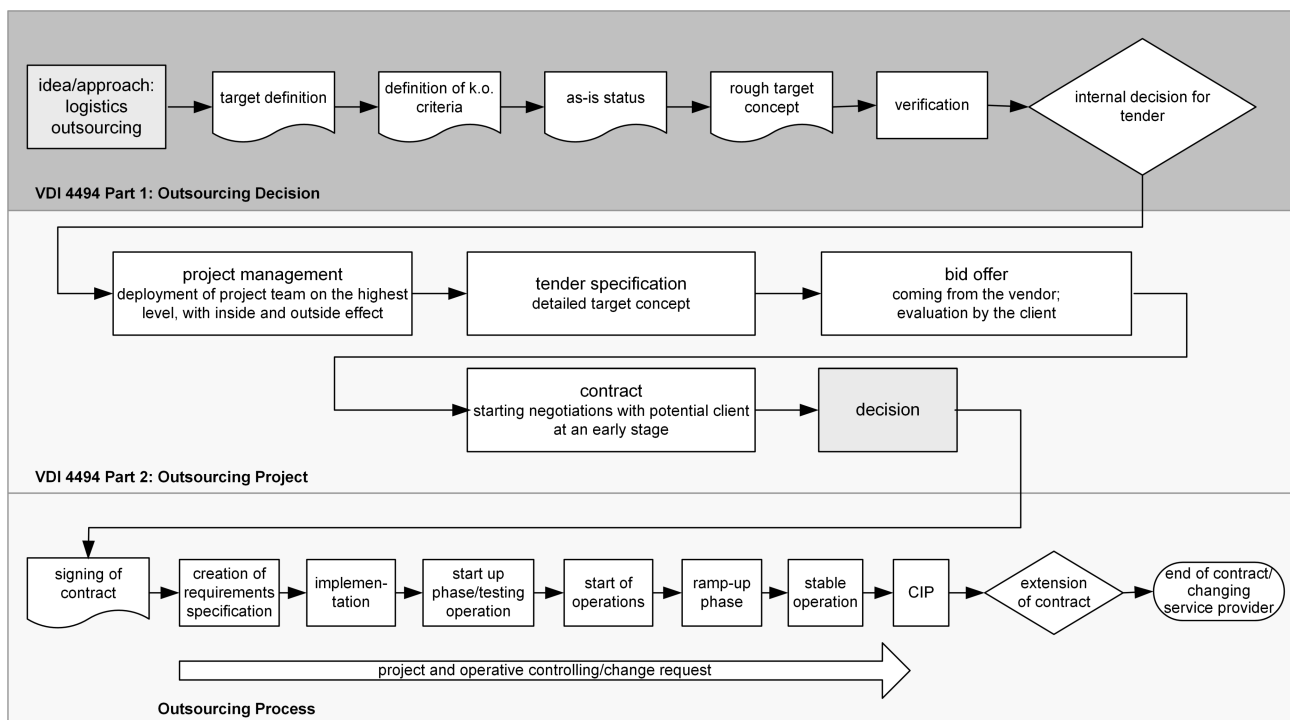 idea/approach:
logistics
outsourcing
target definition
definition of k.o.
criteria
as-is status
rough target
concept
verification
internal decision for
tender
VDI 4494 Part 1: Outsourcing Decision
project management
deployment of project team on the highest
level, with inside and outside effect
tender specification
detailed target concept
bid offer
coming from the vendor;
evaluation by the client
contract
starting negotiations with potential client
at an early stage
decision
VDI 4494 Part 2: Outsourcing Project
signing of
contract
creation of
requirements
specification
implemen-
tation
start up
phase/testing
operation
start of
operations
ramp-up
phase
stable
operation
CIP
extension
of contract
end of contract/
changing
service provider
project and operative controlling/change request
Outsourcing Process